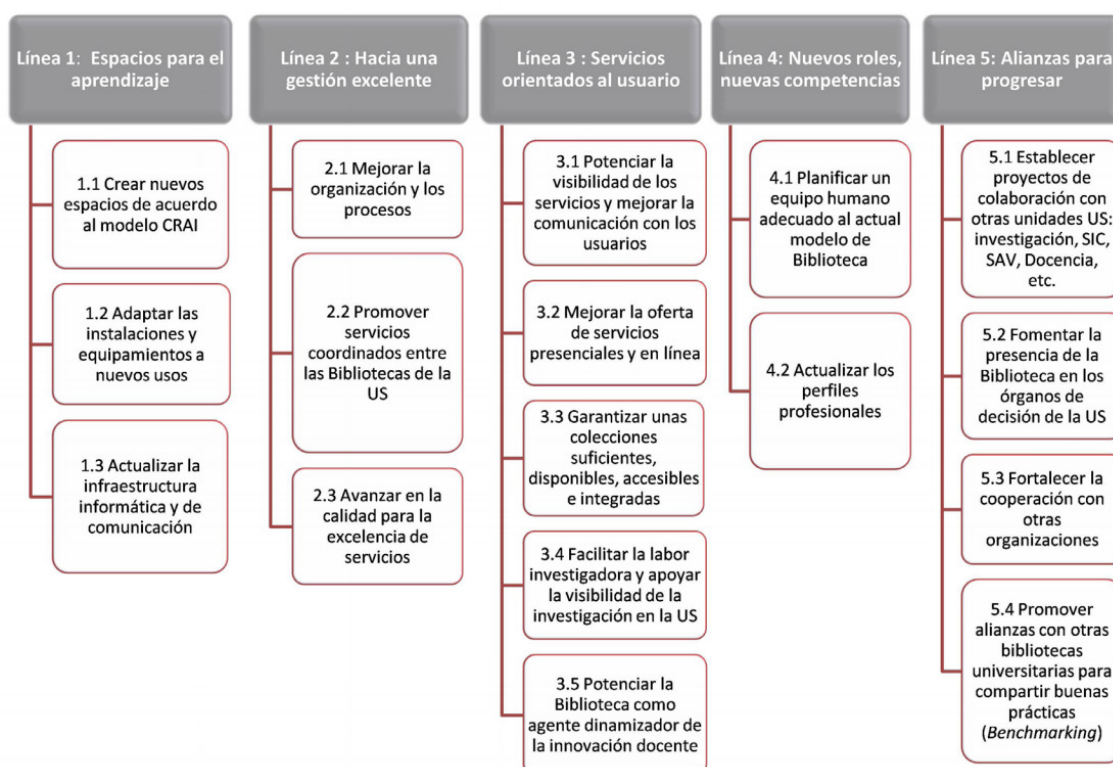 Línea 1: Espacios para el
aprendizaje
1.1 Crear nuevos
espacios de acuerdo
al modelo CRAI
1.2 Adaptar las
instalaciones y
equipamientos a
nuevos usos
1.3 Actualizar la
infraestructura
informática y de
comunicación
Línea 2 : Hacia una
gestión excelente
2.1 Mejorar la
organización y los
procesos
2.2 Promover
servicios
coordinados entre
las Bibliotecas de la
US
2.3 Avanzar en la
calidad para la
excelencia de
servicios
Línea 3 : Servicios
orientados al usuario
3.1 Potenciar la
visibilidad de los
servicios y mejorar la
comunicación con los
usuarios
3.2 Mejorar la oferta
de servicios
presenciales y en línea
3.3 Garantizar unas
colecciones
suficientes,
disponibles, accesibles
e integradas
3.4 Facilitar la labor
investigadora y apoyar
la visibilidad de la
investigación en la US
3.5 Potenciar la
Biblioteca como
agente dinamizador de
la innovación docente
Línea 4: Nuevos roles,
nuevas competencias
4.1 Planificar un
equipo humano
adecuado al actual
modelo de
Biblioteca
4.2 Actualizar los
perfiles
profesionales
Línea 5: Alianzas para
progresar
5.1 Establecer
proyectos de
colaboración con
otras unidades US:
investigación, SIC,
SAV, Docencia,
etc.
5.2 Fomentar la
presencia de la
Biblioteca en los
órganos de
decisión de la US
5.3 Fortalecer la
cooperación con
otras
organizaciones
5.4 Promover
alianzas con otras
bibliotecas
universitarias para
compartir buenas
prácticas
(Benchmarking)